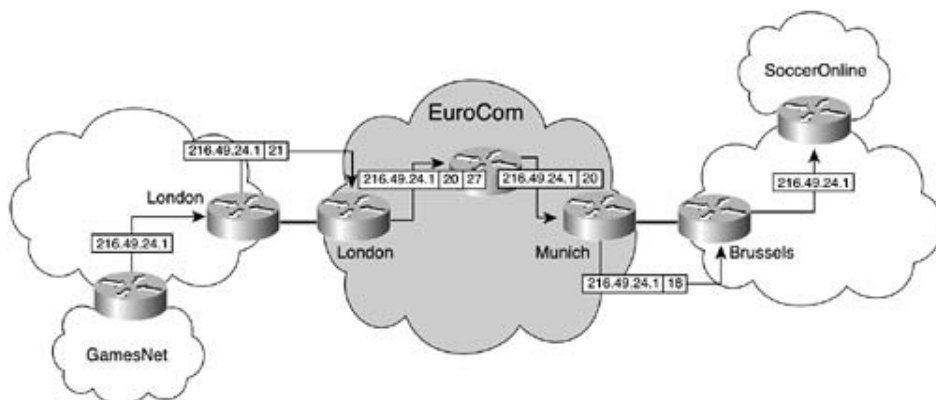 SoccerOnline
EuroCom
216.49.24.1 21
216.49.24.1 20 27
216.49.24.1 20
216.49.24.1
London
216.49.24.1
London
Munich
Brussels
216.49.24.1 18
GamesNet